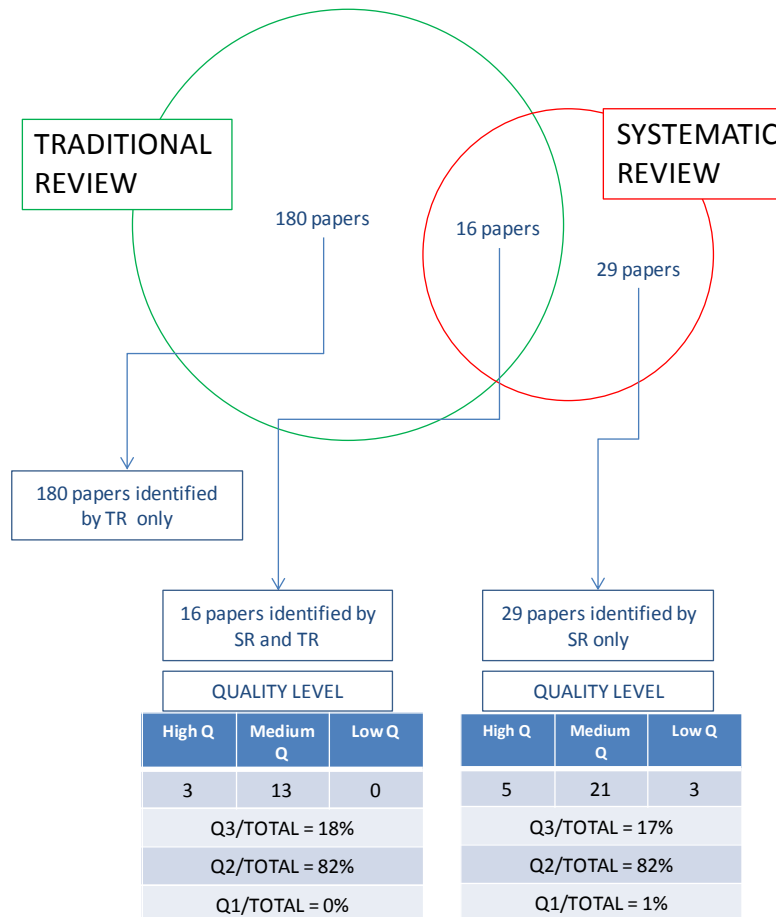 TRADITIONAL
REVIEW
SYSTEMATIC
REVIEW
180 papers
16 papers
29 papers
180 papers identified
by TR only
16 papers identified by
SR and TR
29 papers identified by
SR only
QUALITY LEVEL
QUALITY LEVEL
High Q Medium Q Low Q
3 13 0
Q3/TOTAL = 18%
Q2/TOTAL = 82%
Q1/TOTAL = 0%
High Q Medium Q Low Q
5 21 3
Q3/TOTAL = 17%
Q2/TOTAL = 82%
Q1/TOTAL = 1%